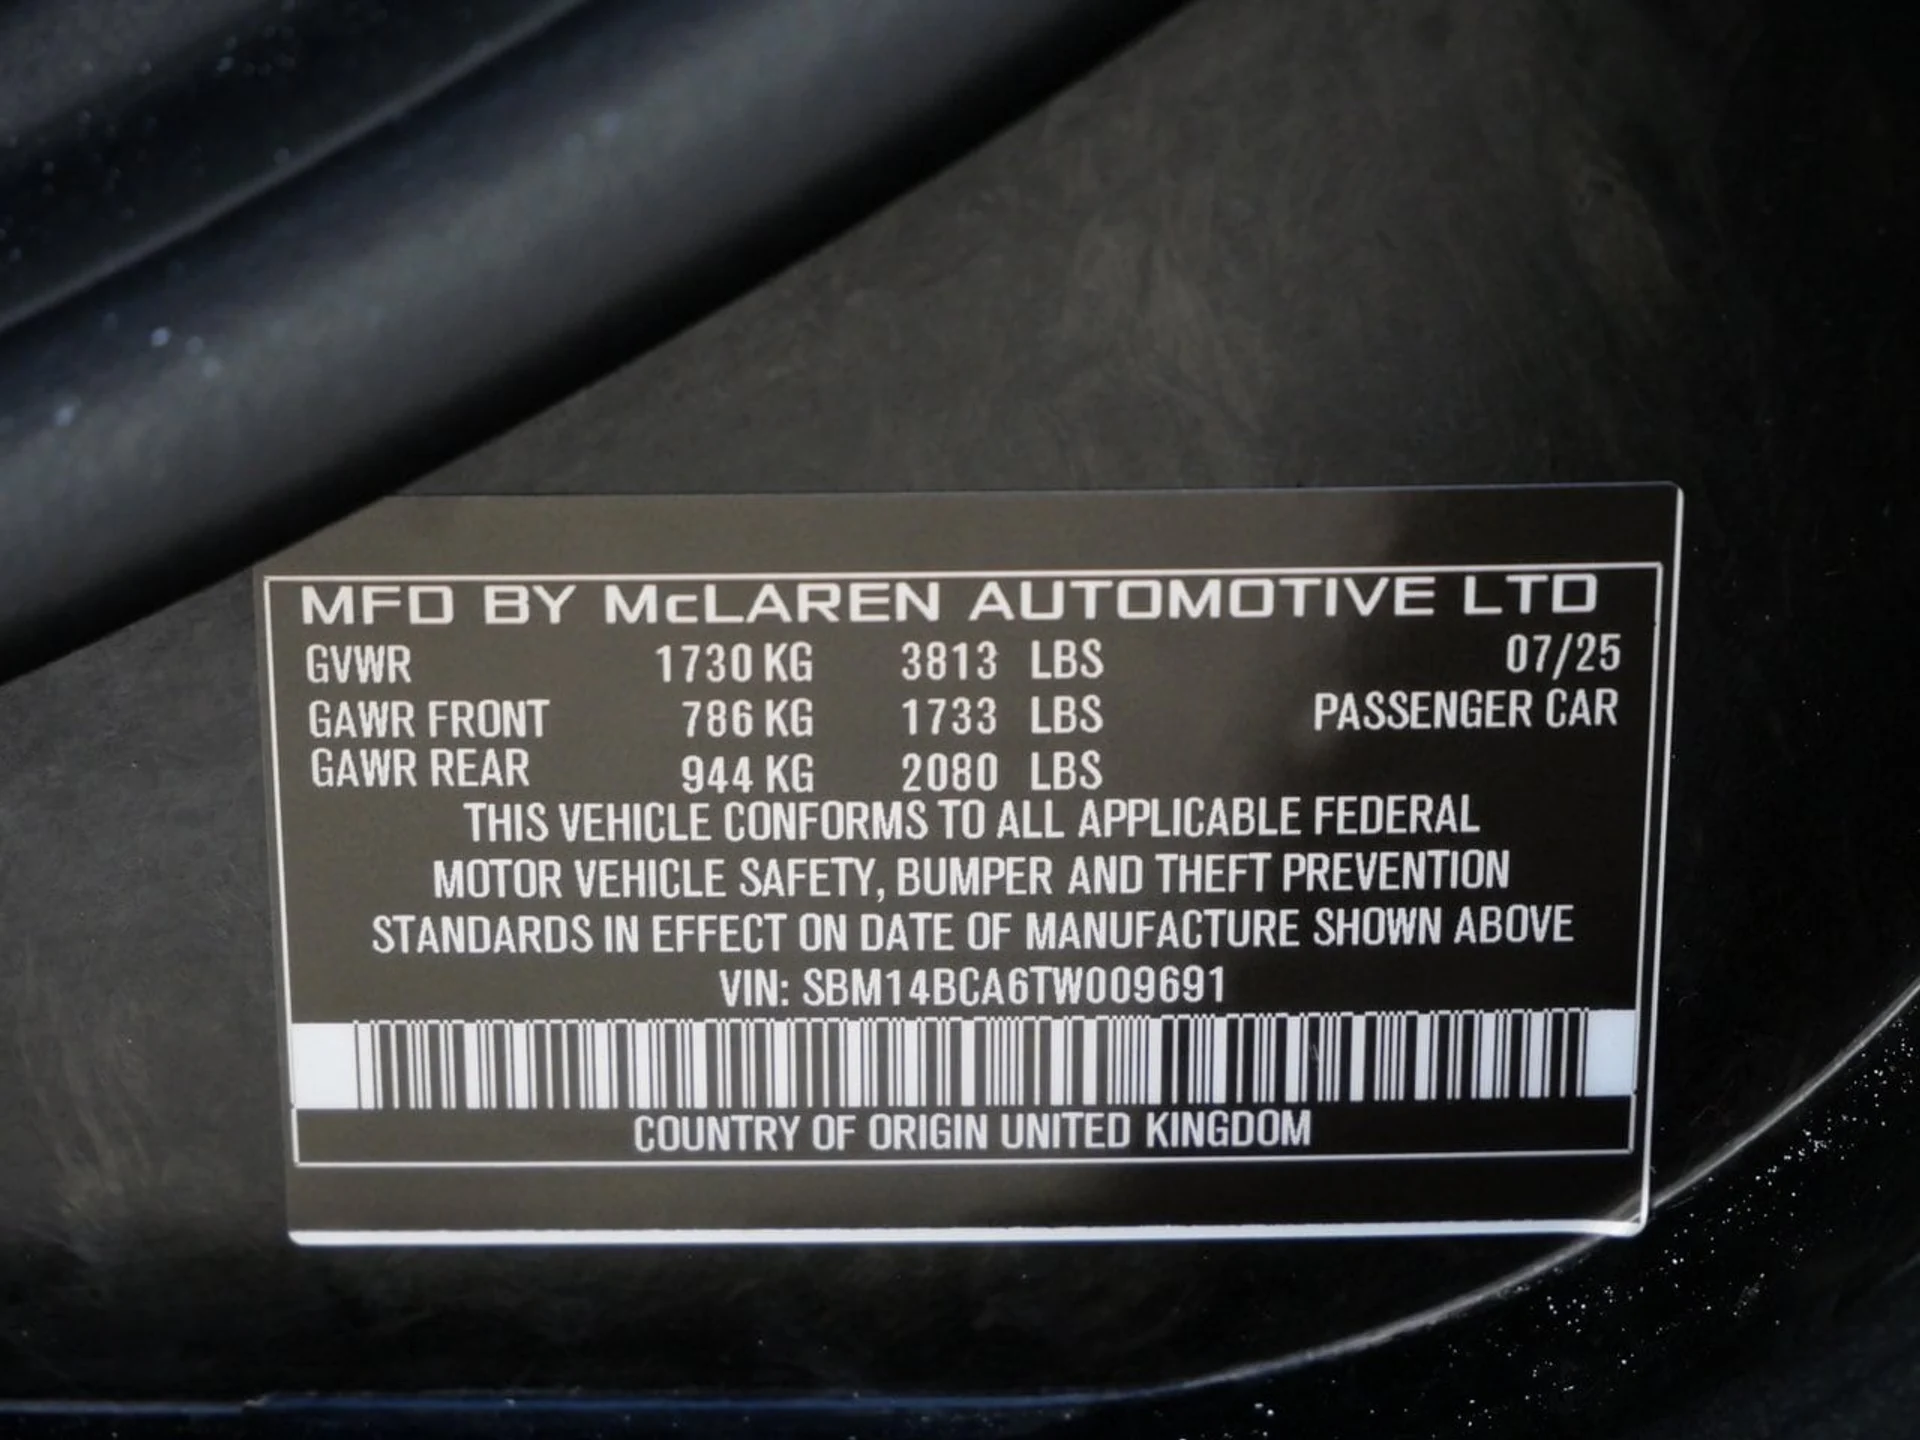 MFD BY McLAREN AUTOMOTIVE LTD
GVWR 1730 KG 3813 LBS 07/25
GAWR FRONT 786 KG 1733 LBS PASSENGER CAR
GAWR REAR 944 KG 2080 LBS
THIS VEHICLE CONFORMS TO ALL APPLICABLE FEDERAL
MOTOR VEHICLE SAFETY, BUMPER AND THEFT PREVENTION
STANDARDS IN EFFECT ON DATE OF MANUFACTURE SHOWN ABOVE
VIN: SBM14BCA6TW009691
COUNTRY OF ORIGIN UNITED KINGDOM